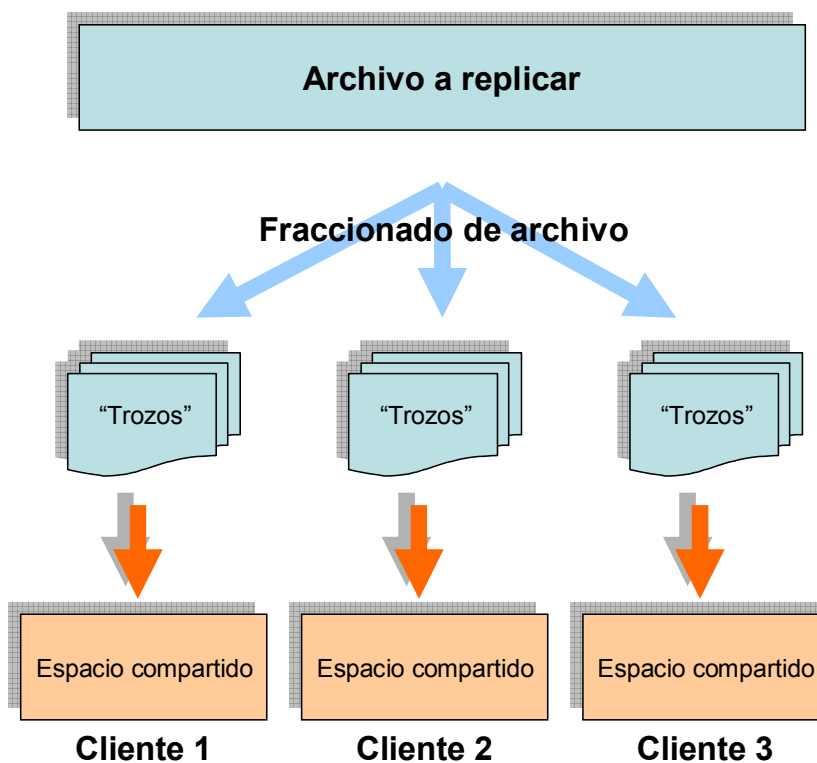 Archivo a replicar
Fraccionado de archivo
“Trozos”
“Trozos”
“Trozos”
Espacio compartido
Espacio compartido
Espacio compartido
Cliente 1
Cliente 2
Cliente 3